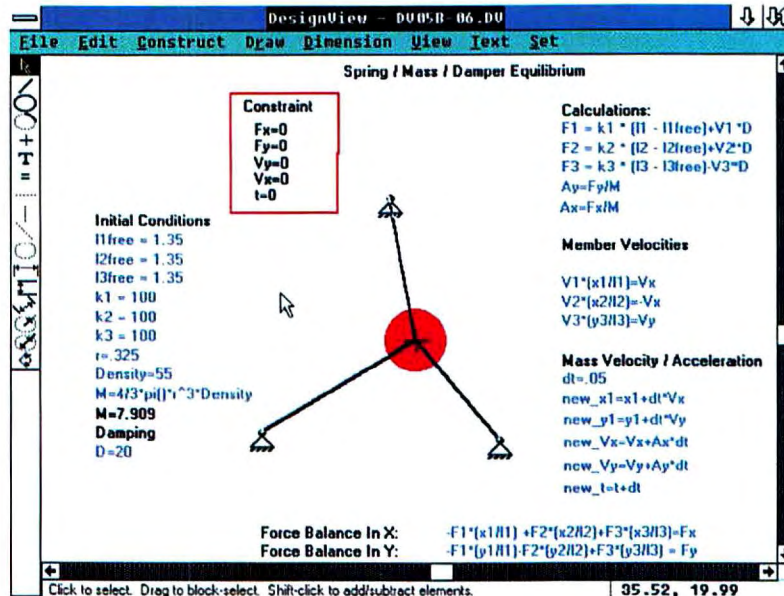 DesignView - DV05B-06.DV
File Edit Construct Draw Dimension View Text Set
Spring / Mass / Damper Equilibrium
Constraint
Fx=0
Fy=0
Vy=0
Vx=0
t=0
Calculations:
F1 = k1 * (l1 - l1free)+V1*D
F2 = k2 * (l2 - l2free)+V2*D
F3 = k3 * (l3 - l3free)-V3*D
Ay=Fy/M
Ax=Fx/M
Initial Conditions
l1free = 1.35
l2free = 1.35
l3free = 1.35
k1 = 100
k2 = 100
k3 = 100
r=.325
Density=55
M=4/3*pi()*r^3*Density
M=7.909
Damping
D=20
Member Velocities
V1*(x1/l1)=Vx
V2*(x2/l2)=-Vx
V3*(y3/l3)=Vy
Mass Velocity / Acceleration
dt=.05
new_x1=x1+dt*Vx
new_y1=y1+dt*Vy
new_Vx=Vx+Ax*dt
new_Vy=Vy+Ay*dt
new_t=t+dt
Force Balance In X: -F1*(x1/l1) +F2*(x2/l2)+F3*(x3/l3)=Fx
Force Balance In Y: -F1*(y1/l1)-F2*(y2/l2)+F3*(y3/l3) = Fy
Click to select. Drag to block-select. Shift-click to add/subtract elements. 35.52, 19.99